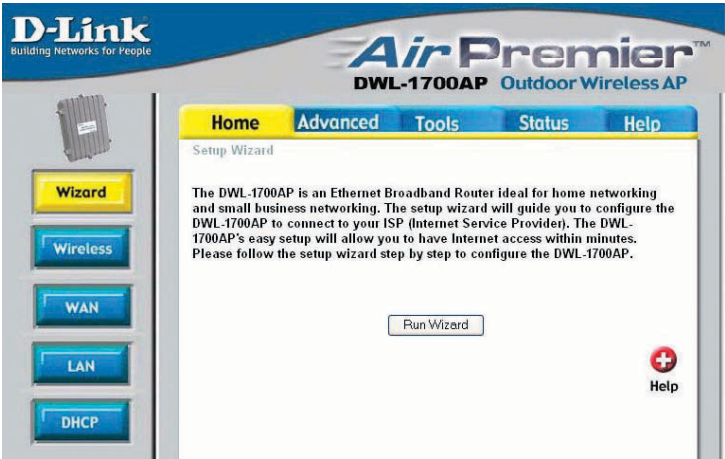 D-Link
Building Networks for People
Air Premier™
DWL-1700AP Outdoor Wireless AP
Home Advanced Tools Status Help
Setup Wizard
Wizard
Wireless
WAN
LAN
DHCP
The DWL-1700AP is an Ethernet Broadband Router ideal for home networking
and small business networking. The setup wizard will guide you to configure the
DWL-1700AP to connect to your ISP (Internet Service Provider). The DWL-
1700AP's easy setup will allow you to have Internet access within minutes.
Please follow the setup wizard step by step to configure the DWL-1700AP.
Run Wizard
Help